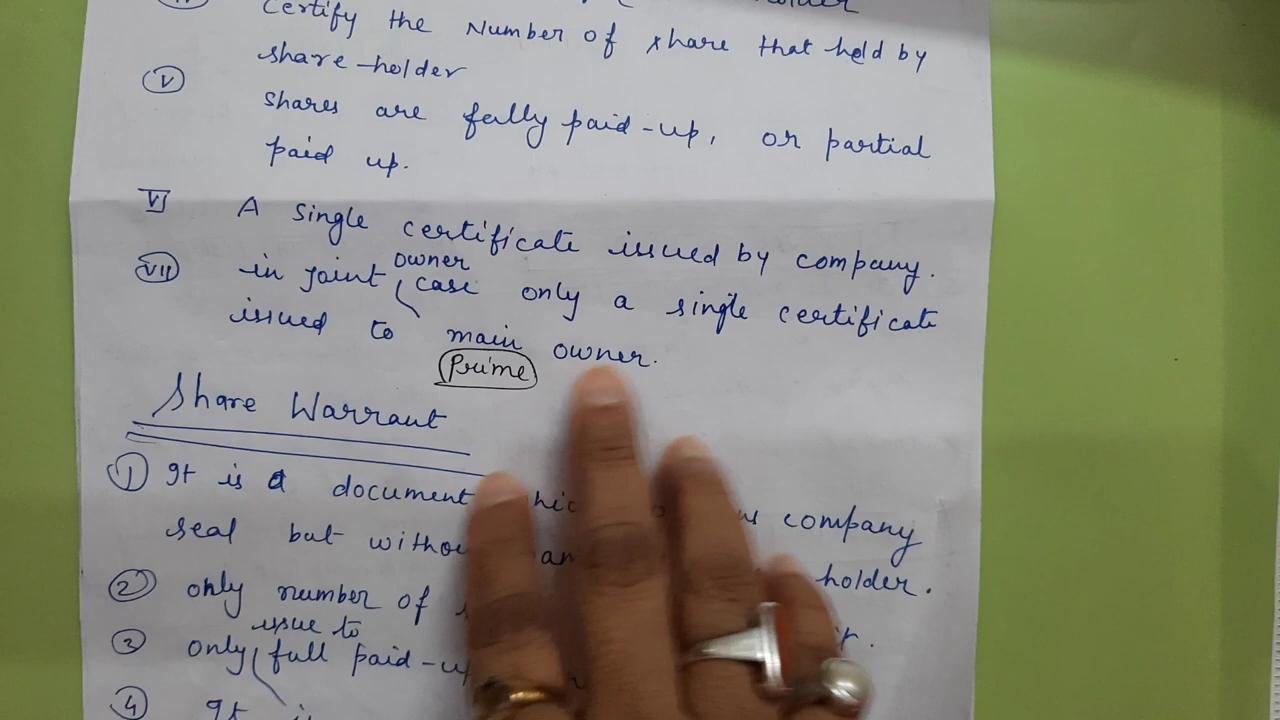 Certify the Number of share that held by
share-holder
V
shares are fully paid-up, or partial
paid up.
VI A single certificate issued by company.
VII in joint owner case only a single certificate
issued to main owner.
Prime
Share Warrant
1 It is a document company
seal but holder.
2 only number of
3 only issue to full paid-up
4 It is